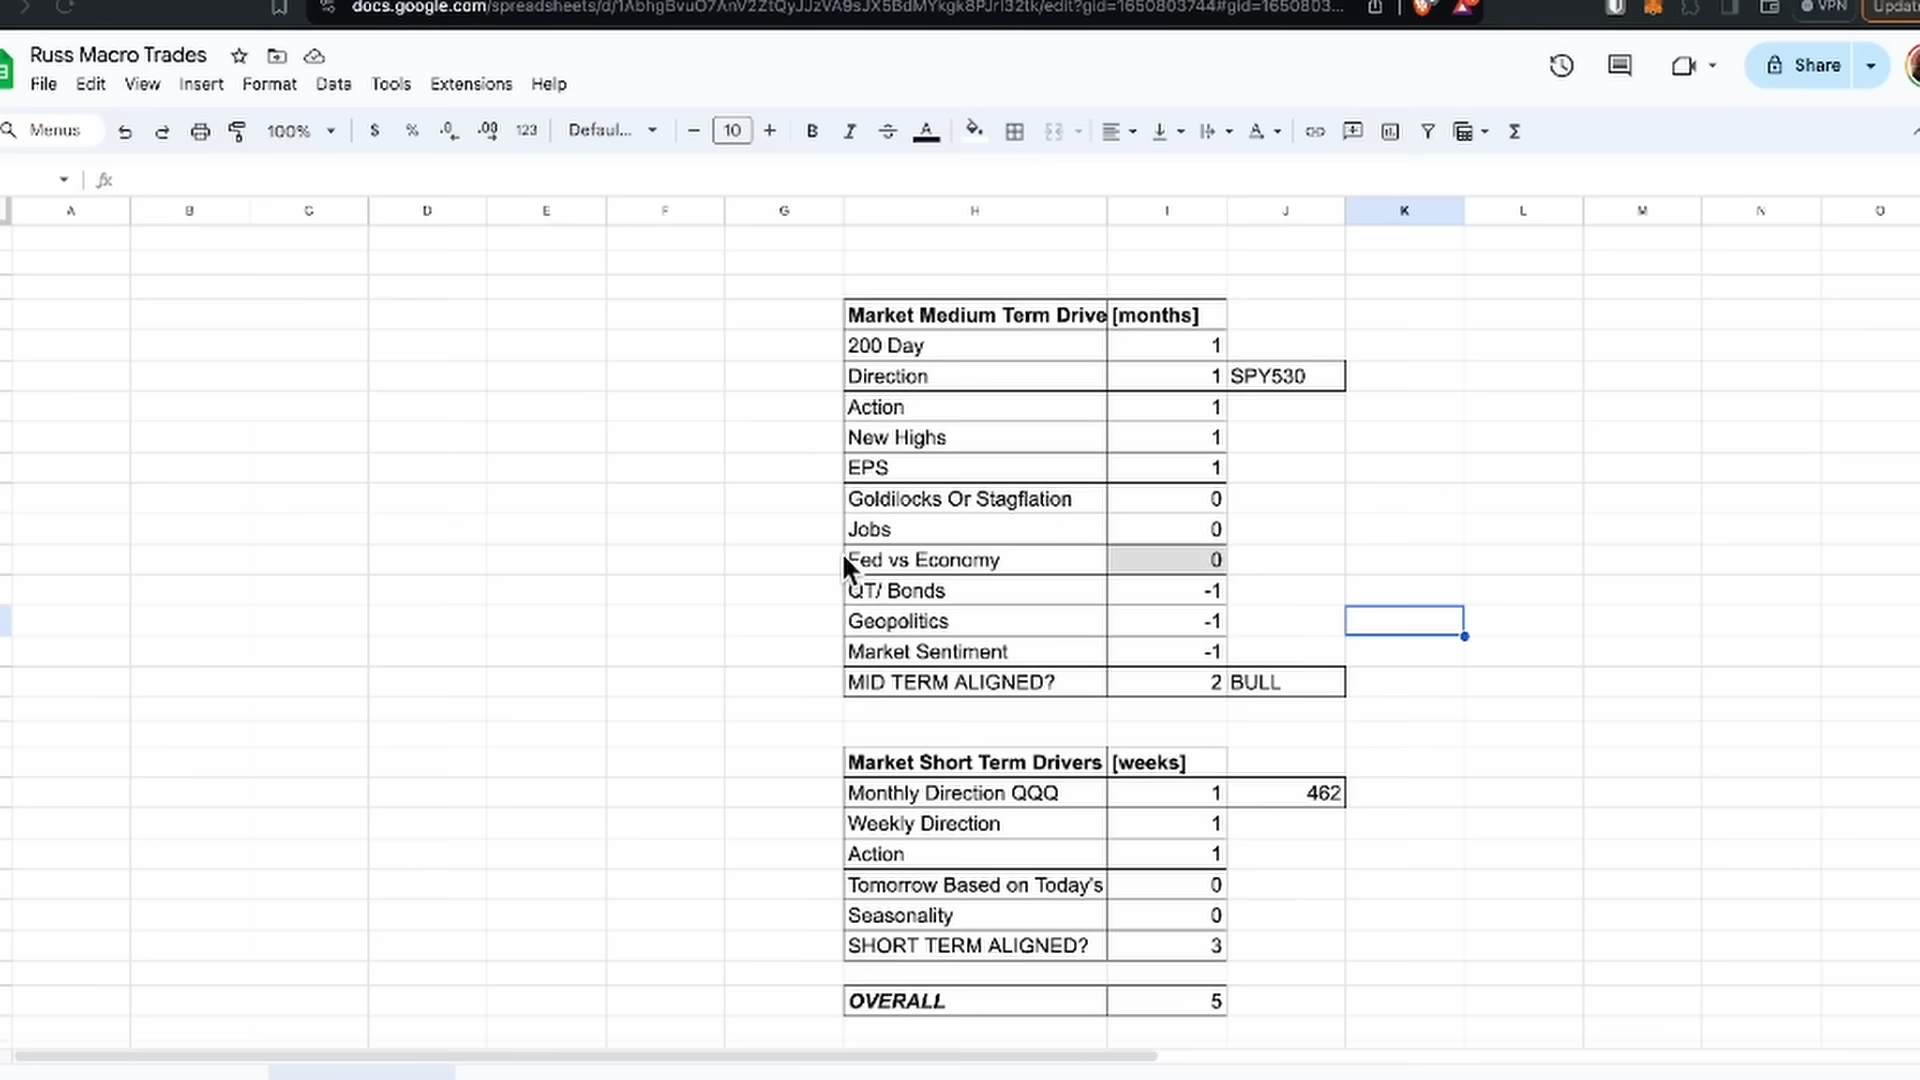 Russ Macro Trades
File Edit View Insert Format Data Tools Extensions Help
Share
Menus 100% $ % .0 .00 123 Defaul... 10 B I A
fx
A B C D E F G H I J K L M N O
Market Medium Term Drive [months]
200 Day 1
Direction 1 SPY530
Action 1
New Highs 1
EPS 1
Goldilocks Or Stagflation 0
Jobs 0
Fed vs Economy 0
QT/ Bonds -1
Geopolitics -1
Market Sentiment -1
MID TERM ALIGNED? 2 BULL
Market Short Term Drivers [weeks]
Monthly Direction QQQ 1 462
Weekly Direction 1
Action 1
Tomorrow Based on Today's 0
Seasonality 0
SHORT TERM ALIGNED? 3
OVERALL 5